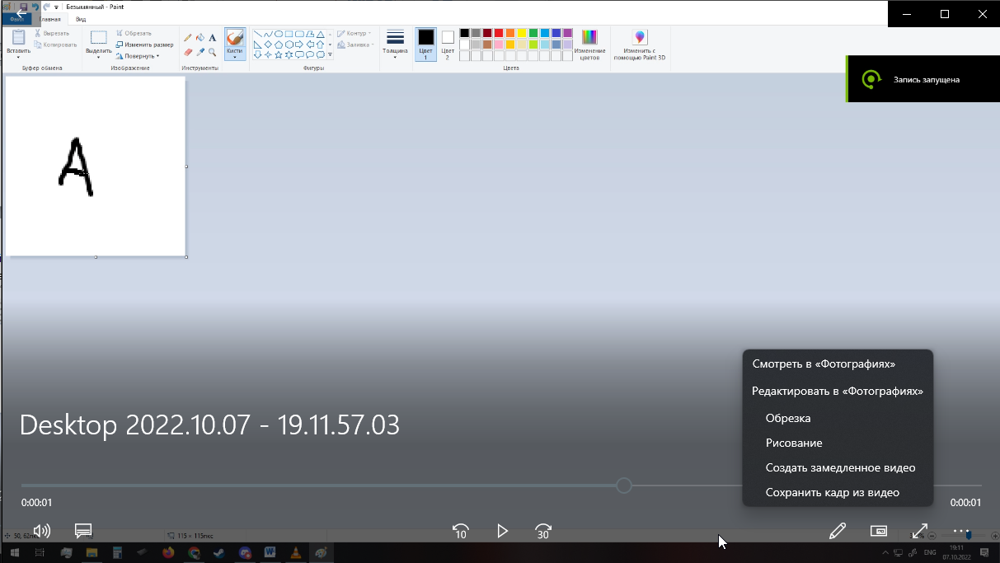 Безымянный - Paint
Файл Главная Вид
Вставить
Вырезать
Копировать
Буфер обмена
Выделить
Обрезать
Изменить размер
Повернуть
Изображение
A
Инструменты
Кисти
Фигуры
Контур
Заливка
Толщина
Цвет 1
Цвет 2
Цвета
Изменение цветов
Изменить с помощью Paint 3D
Запись запущена
A
Смотреть в «Фотографиях»
Редактировать в «Фотографиях»
Обрезка
Рисование
Создать замедленное видео
Сохранить кадр из видео
Desktop 2022.10.07 - 19.11.57.03
0:00:01
0:00:01
10
30
115 × 115пкс
ENG
19:11
07.10.2022